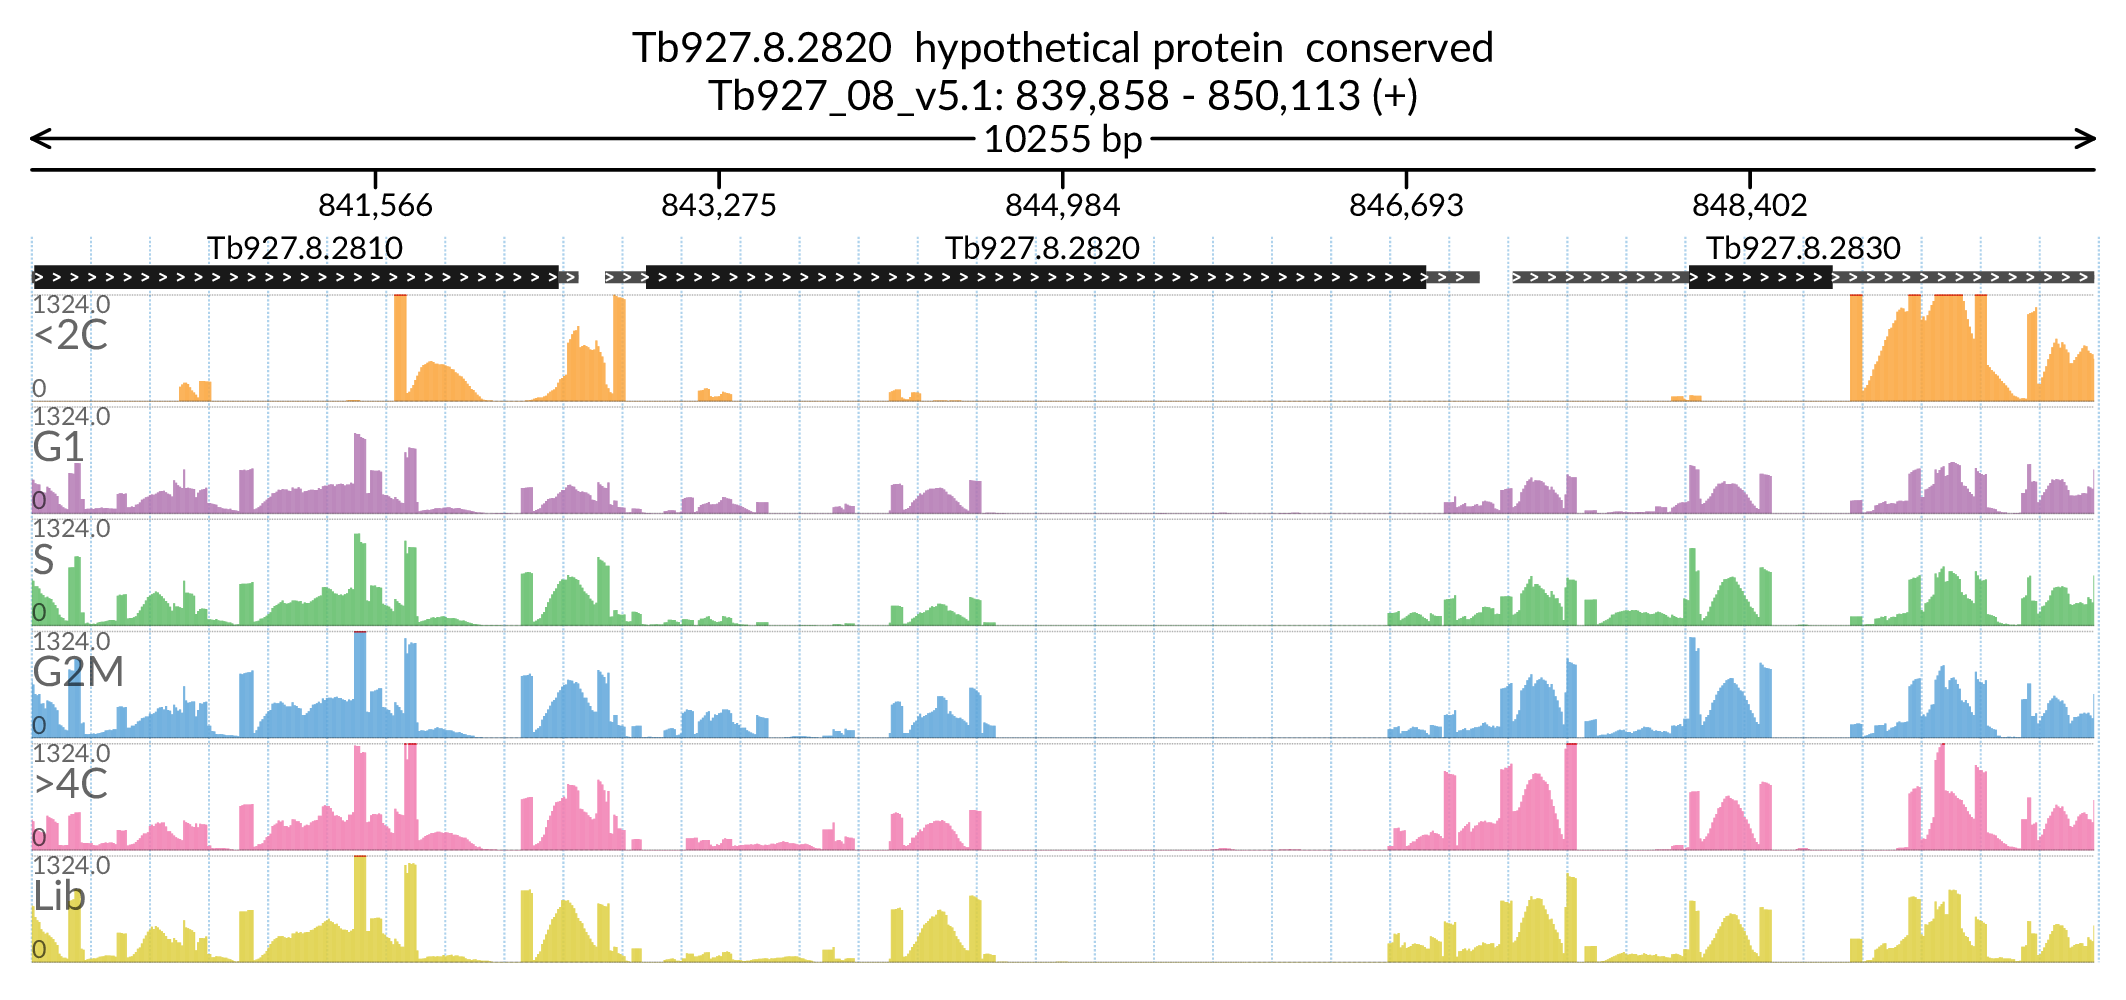 Tb927.8.2820 hypothetical protein conserved
Tb927_08_v5.1: 839,858 - 850,113 (+)
10255 bp
841,566 843,275 844,984 846,693 848,402
Tb927.8.2810 Tb927.8.2820 Tb927.8.2830
1324.0
<2C
0
1324.0
G1
0
1324.0
S
0
1324.0
G2M
0
1324.0
>4C
0
1324.0
Lib
0